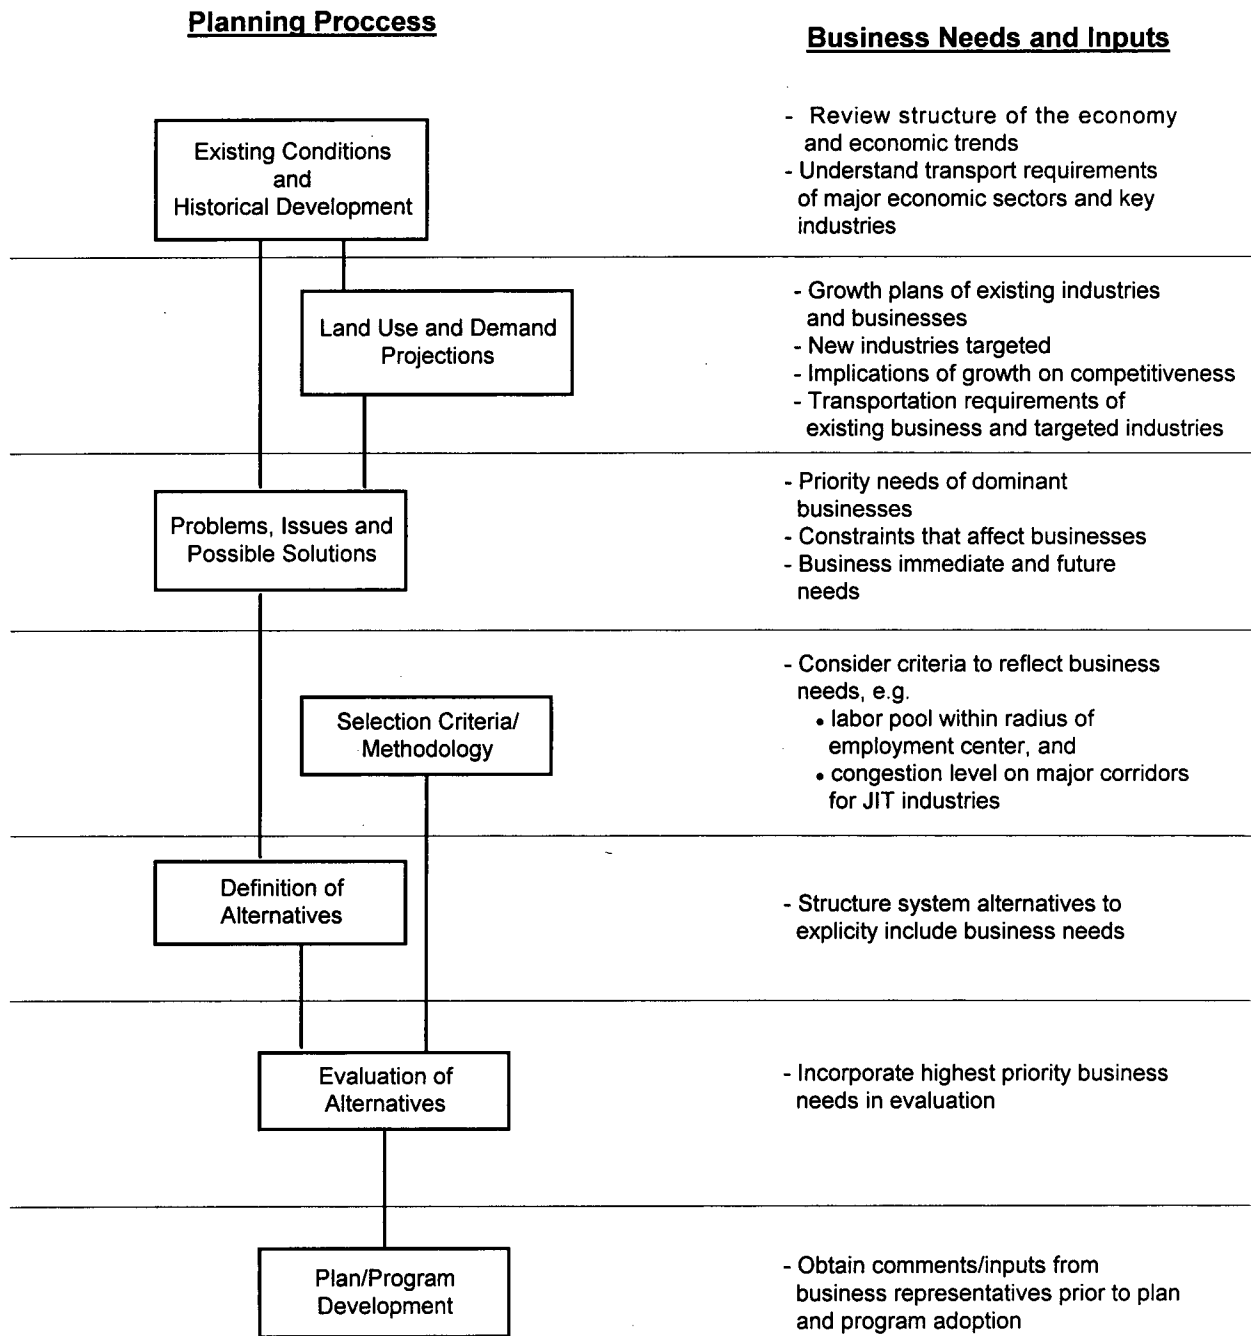 Planning Proccess
Business Needs and Inputs
Existing Conditions
and
Historical Development
- Review structure of the economy
and economic trends
- Understand transport requirements
of major economic sectors and key
industries
Land Use and Demand
Projections
- Growth plans of existing industries
and businesses
- New industries targeted
- Implications of growth on competitiveness
- Transportation requirements of
existing business and targeted industries
Problems, Issues and
Possible Solutions
- Priority needs of dominant
businesses
- Constraints that affect businesses
- Business immediate and future
needs
Selection Criteria/
Methodology
- Consider criteria to reflect business
needs, e.g.
• labor pool within radius of
employment center, and
• congestion level on major corridors
for JIT industries
Definition of
Alternatives
- Structure system alternatives to
explicity include business needs
Evaluation of
Alternatives
- Incorporate highest priority business
needs in evaluation
Plan/Program
Development
- Obtain comments/inputs from
business representatives prior to plan
and program adoption